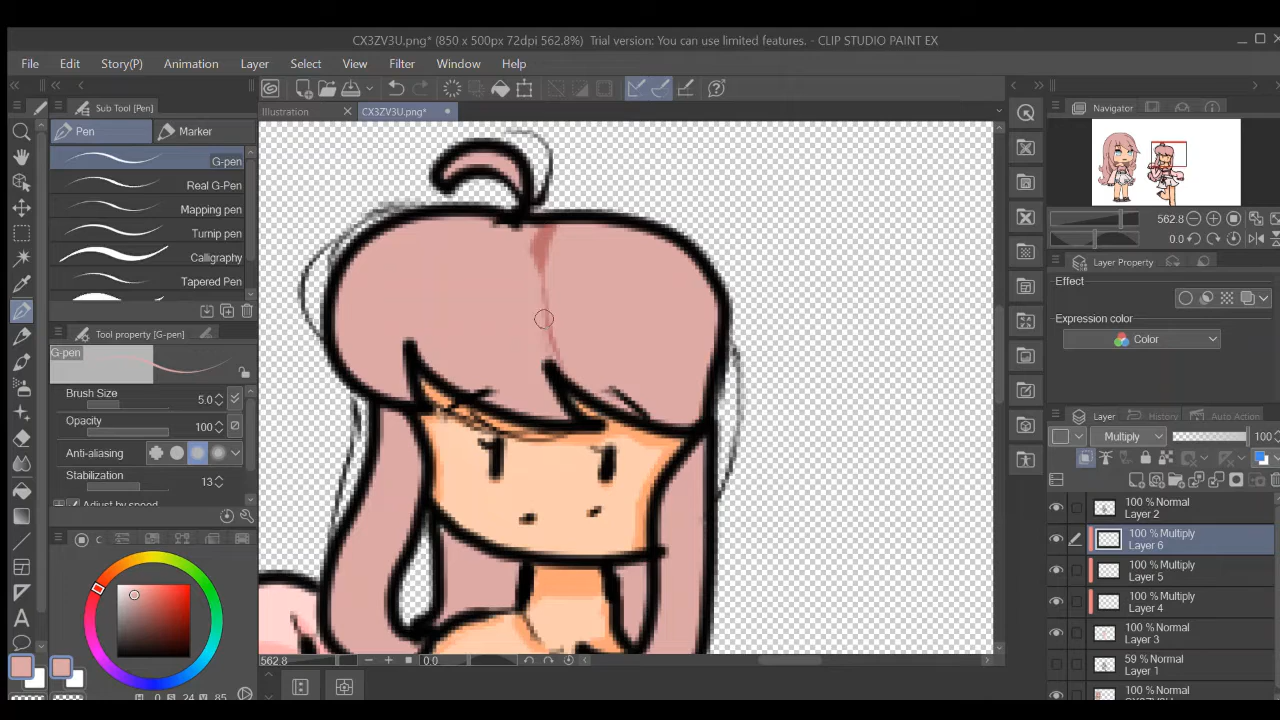 CX3ZV3U.png* (850 x 500px 72dpi 562.8%) Trial version: You can use limited features. - CLIP STUDIO PAINT EX
File Edit Story(P) Animation Layer Select View Filter Window Help
Sub Tool [Pen]
Illustration CX3ZV3U.png*
Navigator
Pen Marker
G-pen
Real G-Pen
Mapping pen
Turnip pen
Calligraphy
Tapered Pen
562.8
0.0
Layer Property
Effect
Expression color
Color
Tool property [G-pen]
G-pen
Brush Size 5.0
Opacity 100
Anti-aliasing
Stabilization 13
Adjust by speed
Layer History Auto Action
Multiply 100
100 % Normal
Layer 2
100 % Multiply
Layer 6
100 % Multiply
Layer 5
100 % Multiply
Layer 4
100 % Normal
Layer 3
59 % Normal
Layer 1
100 % Normal
562.8 0.0
H 0 S 24 V 85